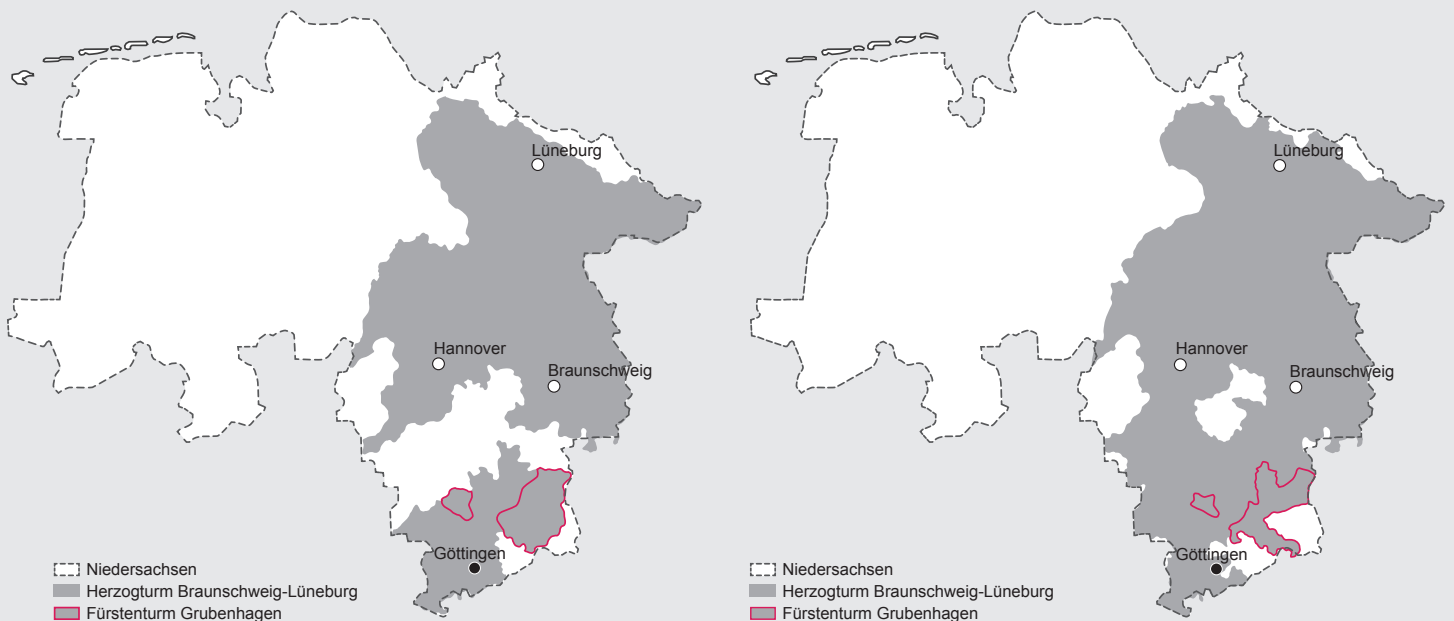 Lüneburg
Hannover
Braunschweig
Göttingen
Niedersachsen
Herzogturm Braunschweig-Lüneburg
Fürstenturm Grubenhagen
Lüneburg
Hannover
Braunschweig
Göttingen
Niedersachsen
Herzogturm Braunschweig-Lüneburg
Fürstenturm Grubenhagen